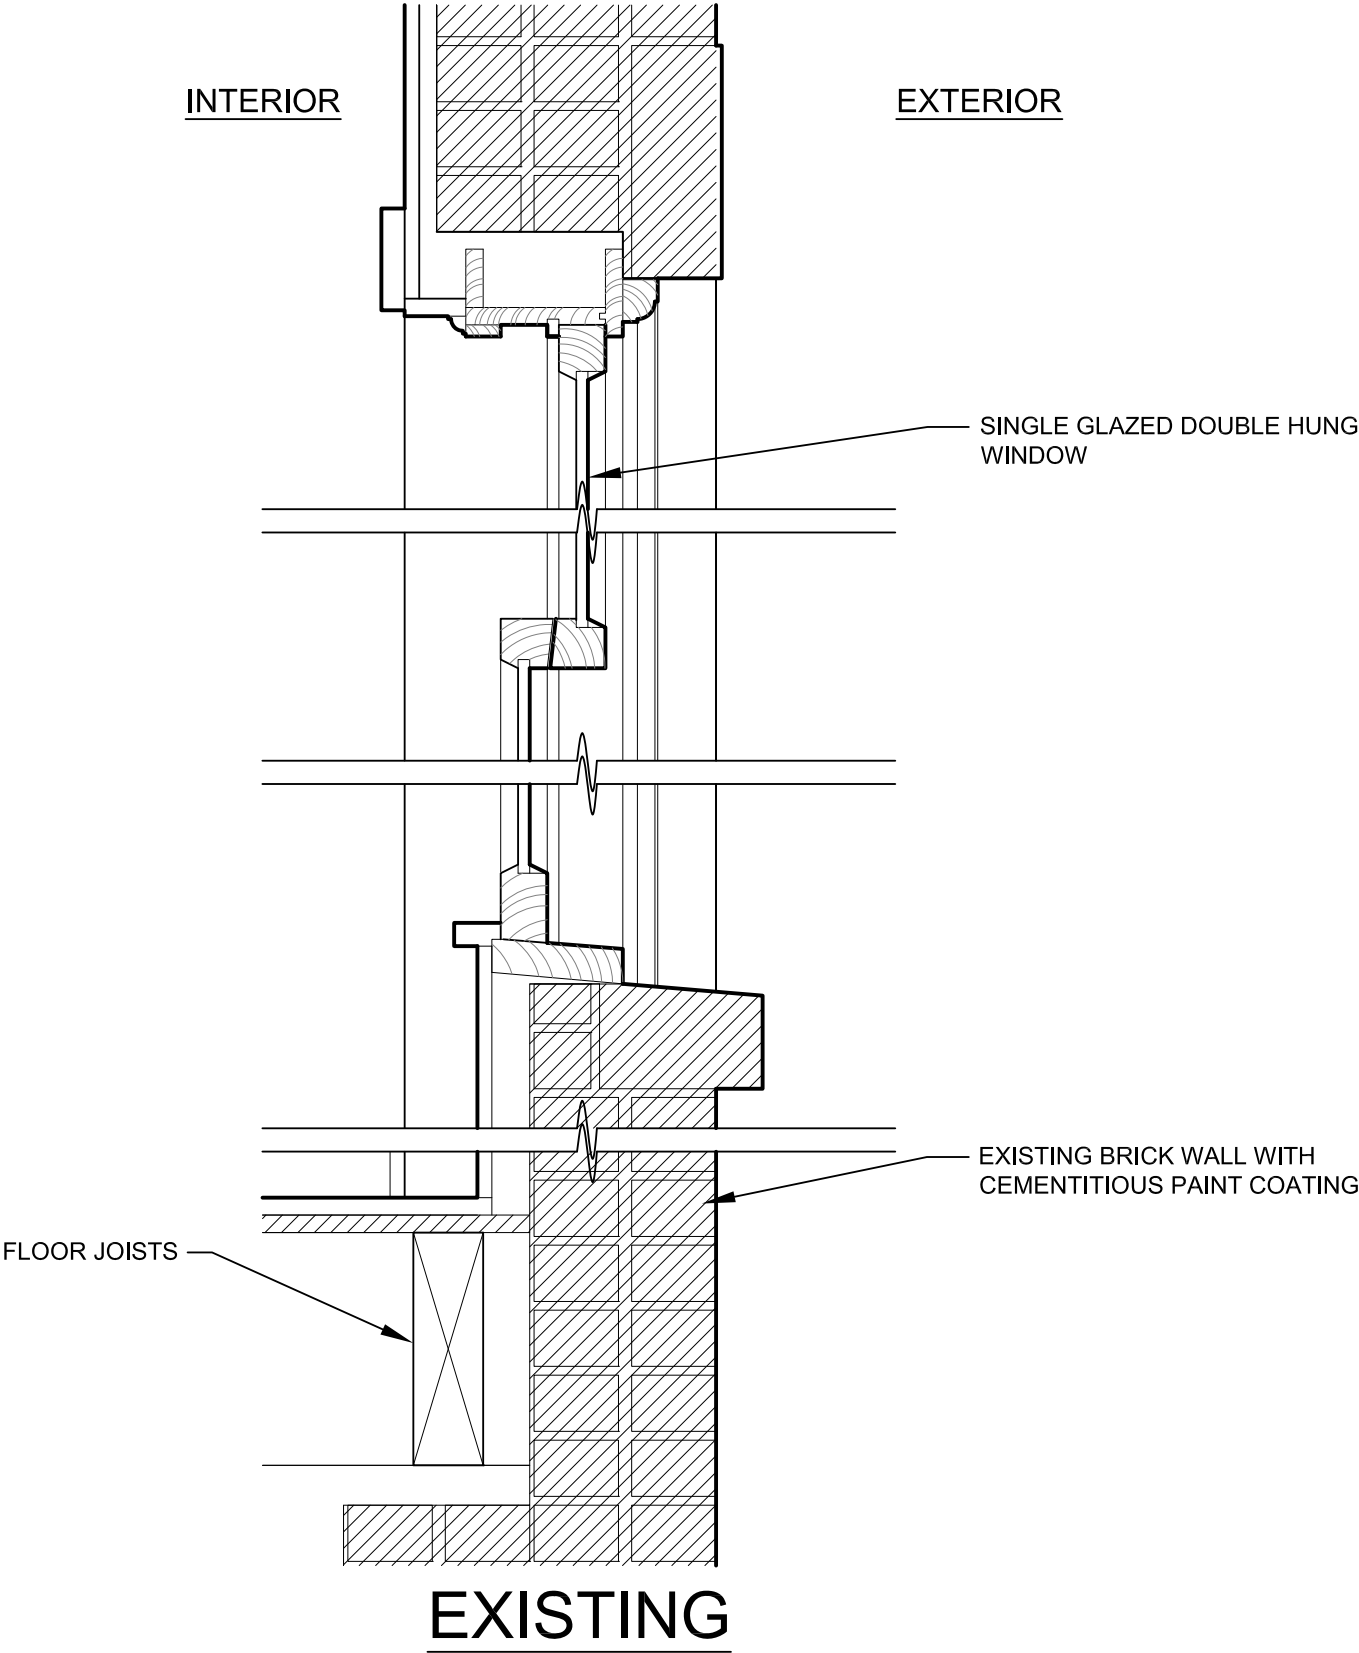 INTERIOR
EXTERIOR
SINGLE GLAZED DOUBLE HUNG
WINDOW
EXISTING BRICK WALL WITH
CEMENTITIOUS PAINT COATING
FLOOR JOISTS
EXISTING